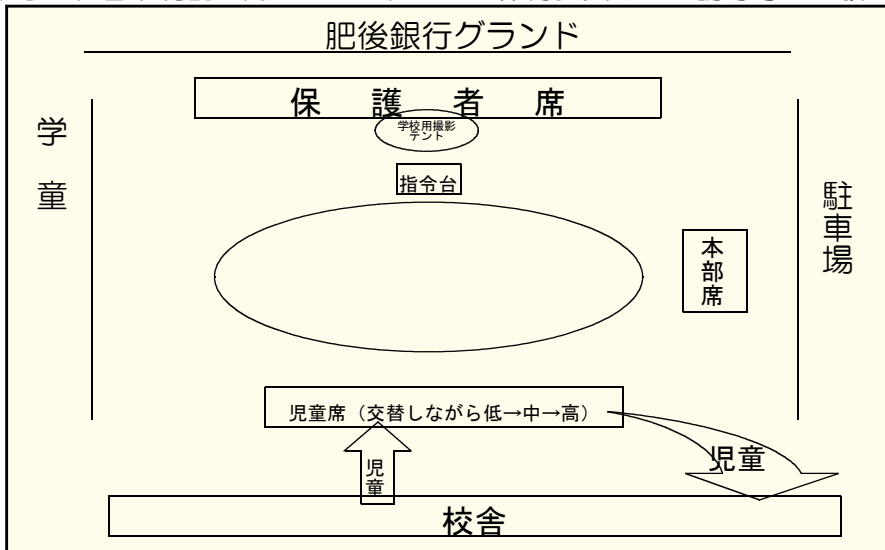 肥後銀行グランド
保護者席
学校用撮影
テント
学童
指令台
駐車場
本部席
児童席（交替しながら低→中→高）
児童
児童
校舎